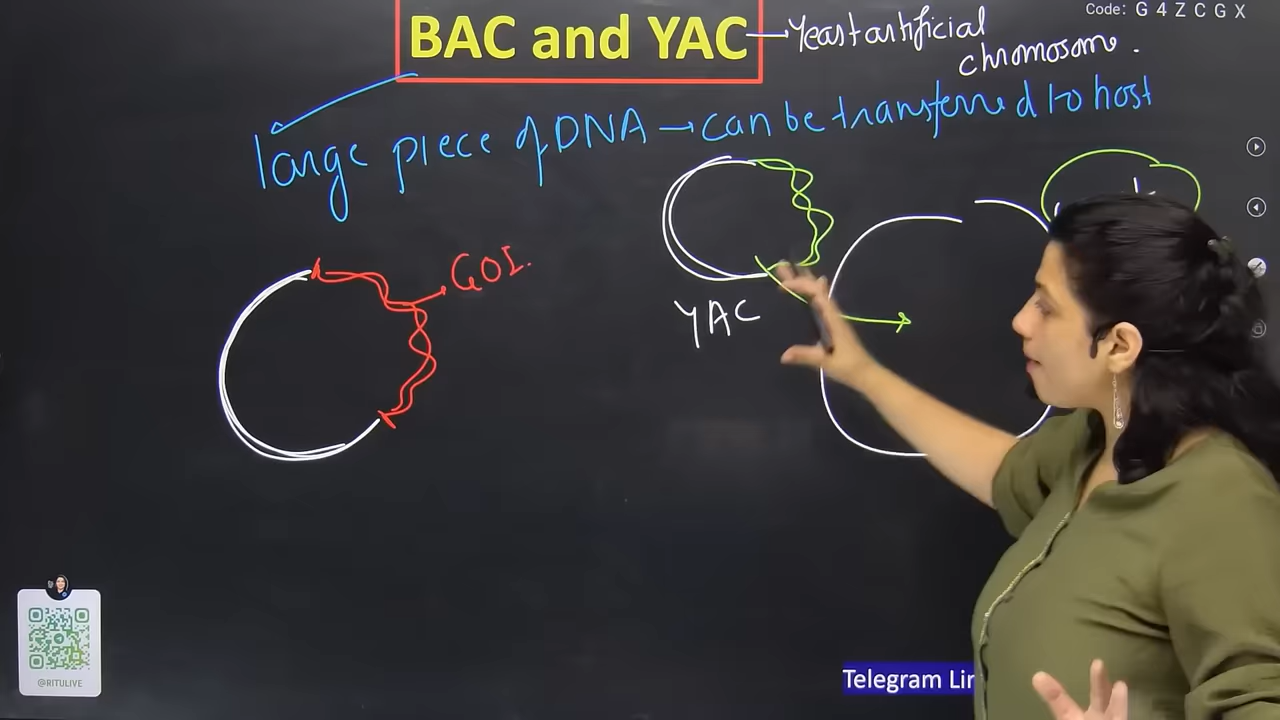 Code: G 4 Z C G X
BAC and YAC → Yeast artificial
chromosome.
large piece of DNA → can be transferred to host
GOI.
YAC
@RITULIVE
Telegram Lin